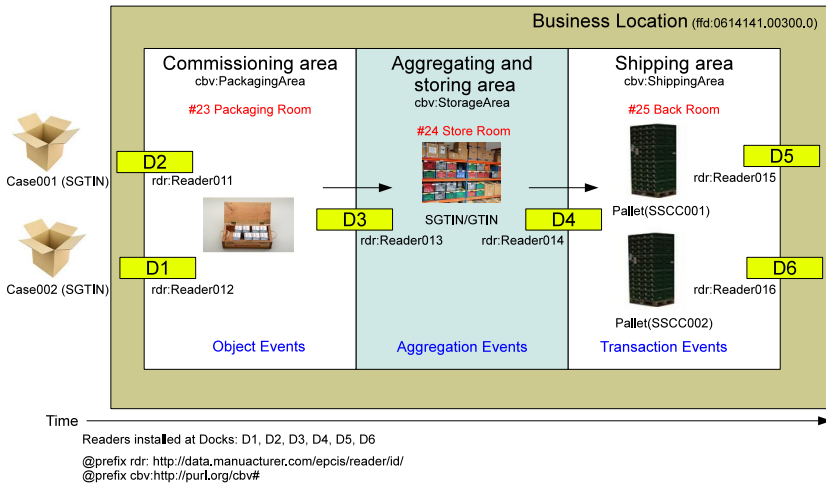 Business Location (ffd:0614141.00300.0)
Commissioning area
cbv:PackagingArea
#23 Packaging Room
Aggregating and
storing area
cbv:StorageArea
#24 Store Room
Shipping area
cbv:ShippingArea
#25 Back Room
Case001 (SGTIN)
D2
rdr:Reader011
D5
rdr:Reader015
D3
rdr:Reader013
SGTIN/GTIN
D4
rdr:Reader014
Pallet(SSCC001)
Case002 (SGTIN)
D1
rdr:Reader012
D6
rdr:Reader016
Pallet(SSCC002)
Object Events
Aggregation Events
Transaction Events
Time
Readers installed at Docks: D1, D2, D3, D4, D5, D6
@prefix rdr: http://data.manuacturer.com/epcis/reader/id/
@prefix cbv:http://purl.org/cbv#